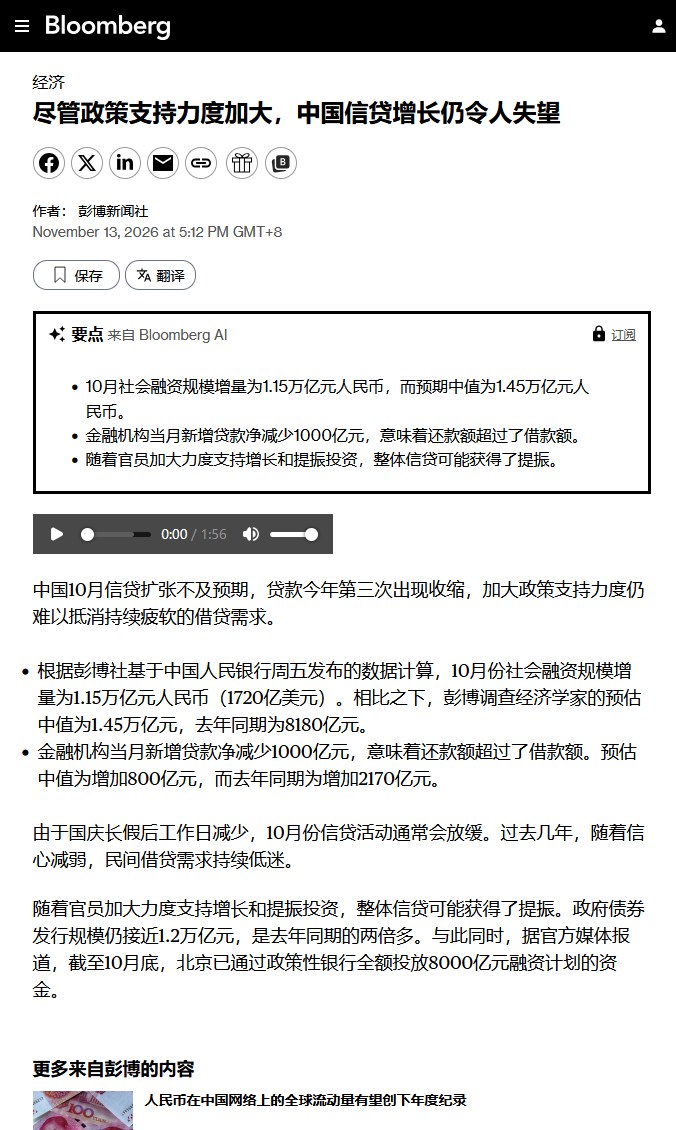 Bloomberg
经济
尽管政策支持力度加大，中国信贷增长仍令人失望
作者： 彭博新闻社
November 13, 2026 at 5:12 PM GMT+8
保存
翻译
要点 来自 Bloomberg AI
订阅
• 10月社会融资规模增量为1.15万亿元人民币，而预期中值为1.45万亿元人
民币。
• 金融机构当月新增贷款净减少1000亿元，意味着还款额超过了借款额。
• 随着官员加大力度支持增长和提振投资，整体信贷可能获得了提振。
0:00 / 1:56
中国10月信贷扩张不及预期，贷款今年第三次出现收缩，加大政策支持力度仍
难以抵消持续疲软的借贷需求。
• 根据彭博社基于中国人民银行周五发布的数据计算，10月份社会融资规模增
量为1.15万亿元人民币（1720亿美元）。相比之下，彭博调查经济学家的预估
中值为1.45万亿元，去年同期为8180亿元。
• 金融机构当月新增贷款净减少1000亿元，意味着还款额超过了借款额。预估
中值为增加800亿元，而去年同期为增加2170亿元。
由于国庆长假后工作日减少，10月份信贷活动通常会放缓。过去几年，随着信
心减弱，民间借贷需求持续低迷。
随着官员加大力度支持增长和提振投资，整体信贷可能获得了提振。政府债券
发行规模仍接近1.2万亿元，是去年同期的两倍多。与此同时，据官方媒体报
道，截至10月底，北京已通过政策性银行全额投放8000亿元融资计划的资
金。
更多来自彭博的内容
人民币在中国网络上的全球流动量有望创下年度纪录
100